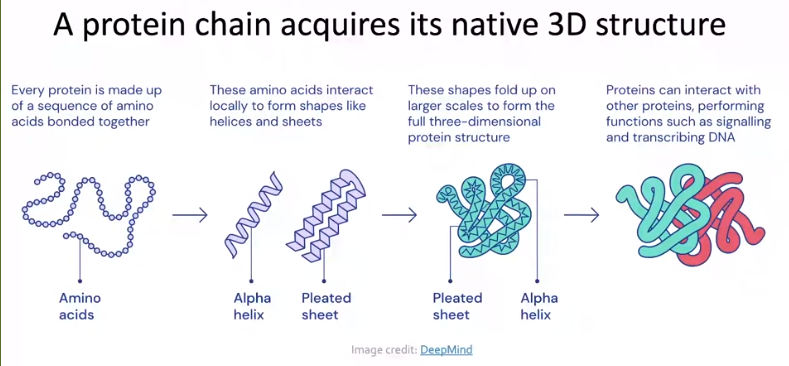 A protein chain acquires its native 3D structure
Every protein is made up
of a sequence of amino
acids bonded together
These amino acids interact
locally to form shapes like
helices and sheets
These shapes fold up on
larger scales to form the
full three-dimensional
protein structure
Proteins can interact with
other proteins, performing
functions such as signalling
and transcribing DNA
Amino
acids
Alpha
helix
Pleated
sheet
Pleated
sheet
Alpha
helix
Image credit: DeepMind